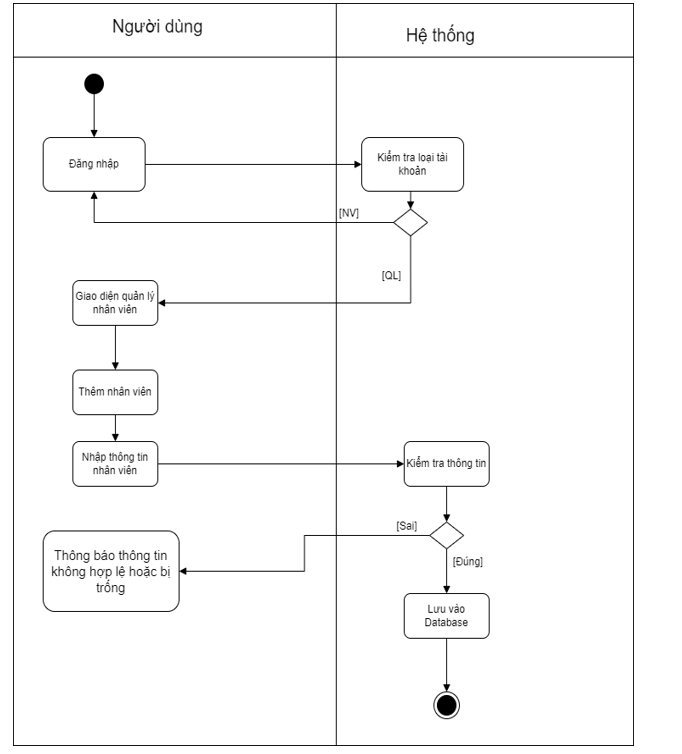 Người dùng
Hệ thống
Đăng nhập
Kiểm tra loại tài
khoản
[NV]
[QL]
Giao diện quản lý
nhân viên
Thêm nhân viên
Nhập thông tin
nhân viên
Kiểm tra thông tin
[Sai]
[Đúng]
Thông báo thông tin
không hợp lệ hoặc bị
trống
Lưu vào
Database